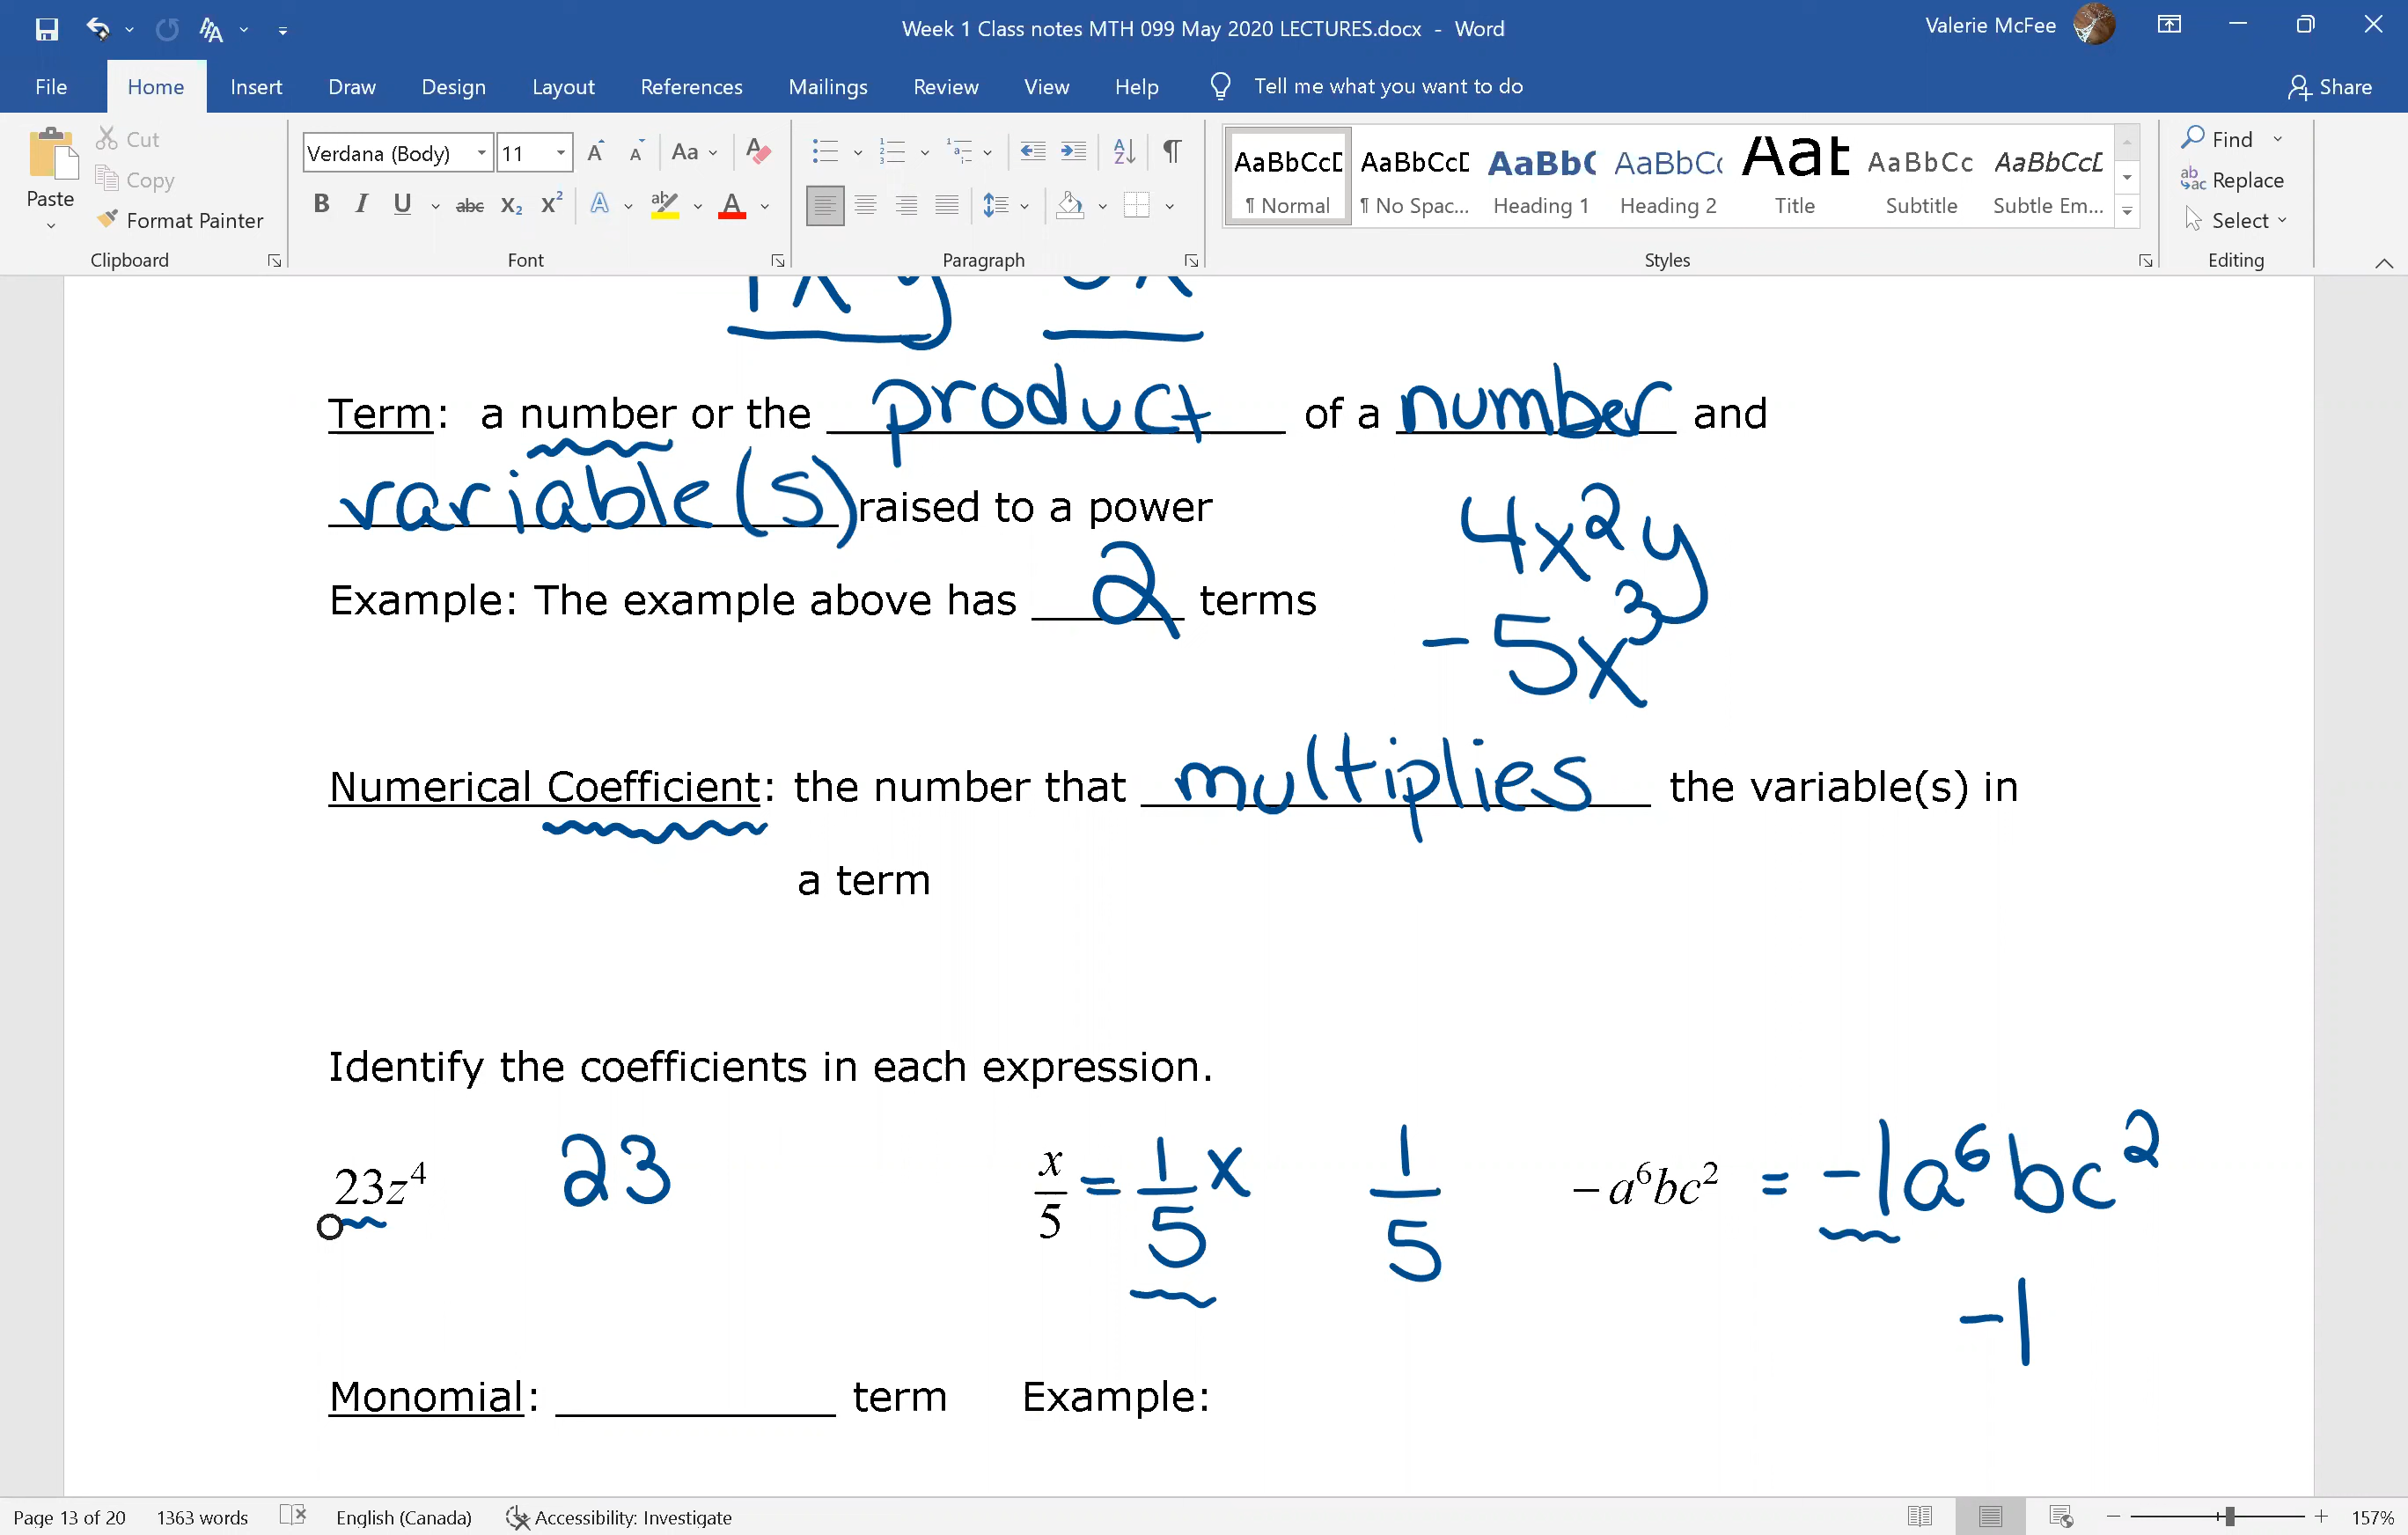 Week 1 Class notes MTH 099 May 2020 LECTURES.docx - Word
Valerie McFee
File Home Insert Draw Design Layout References Mailings Review View Help Tell me what you want to do Share
Cut
Copy
Paste
Format Painter
Clipboard
Verdana (Body) 11
Font
Paragraph
AaBbCcD AaBbCcD AaBbC AaBbCc Aat AaBbCc AaBbCcD
¶ Normal ¶ No Spac... Heading 1 Heading 2 Title Subtitle Subtle Em...
Styles
Find
Replace
Select
Editing
Term: a number or the product of a number and
variable(s) raised to a power
4x²y
Example: The example above has 2 terms
-5x³
Numerical Coefficient: the number that multiplies the variable(s) in
a term
Identify the coefficients in each expression.
23z⁴ 23 x/5 = 1/5 x 1/5 -a⁶bc² = -1a⁶bc²
-1
Monomial: __________ term Example:
Page 13 of 20 1363 words English (Canada) Accessibility: Investigate 157%